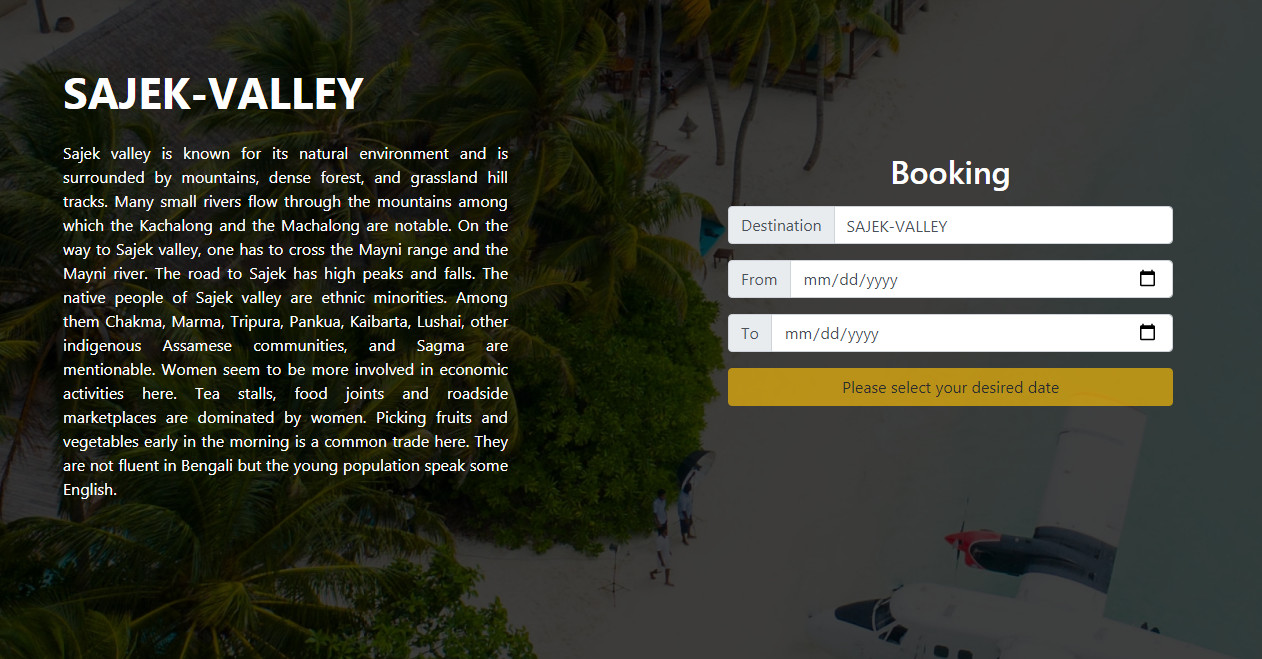 SAJEK-VALLEY
Sajek valley is known for its natural environment and is
surrounded by mountains, dense forest, and grassland hill
tracks. Many small rivers flow through the mountains among
which the Kachalong and the Machalong are notable. On the
way to Sajek valley, one has to cross the Mayni range and the
Mayni river. The road to Sajek has high peaks and falls. The
native people of Sajek valley are ethnic minorities. Among
them Chakma, Marma, Tripura, Pankua, Kaibarta, Lushai, other
indigenous Assamese communities, and Sagma are
mentionable. Women seem to be more involved in economic
activities here. Tea stalls, food joints and roadside
marketplaces are dominated by women. Picking fruits and
vegetables early in the morning is a common trade here. They
are not fluent in Bengali but the young population speak some
English.
Booking
Destination SAJEK-VALLEY
From mm/dd/yyyy
To mm/dd/yyyy
Please select your desired date